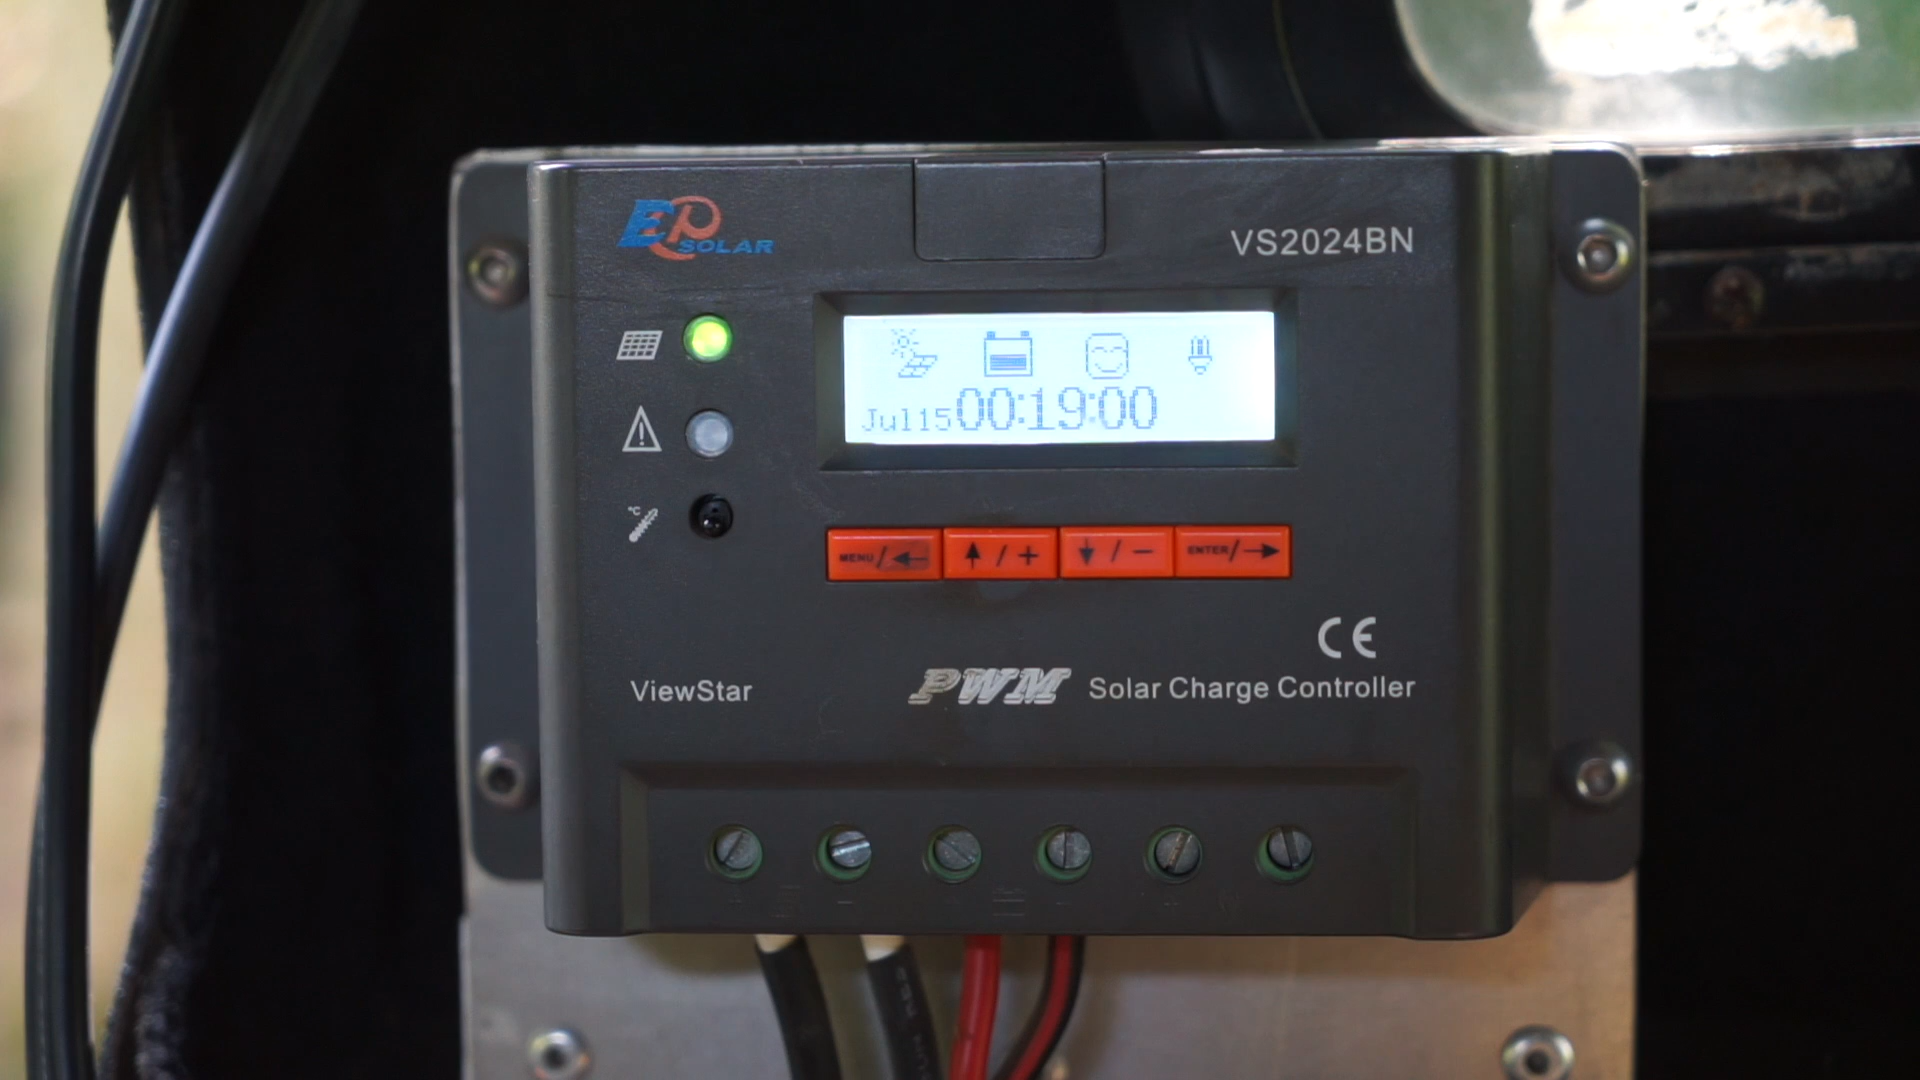 EP SOLAR
VS2024BN
Jul15 00:19:00
°C
MENU/← ↑/+ ↓/− ENTER/→
CE
ViewStar
PWM Solar Charge Controller